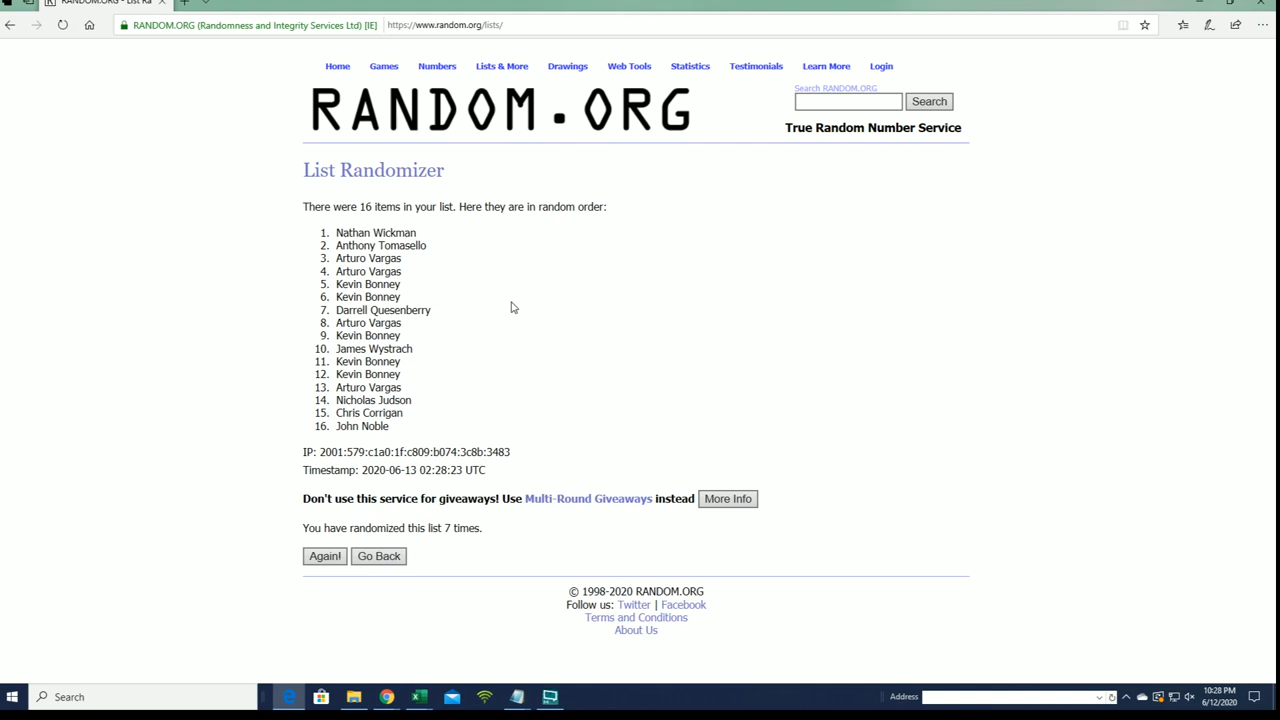 RANDOM.ORG - List Ra
RANDOM.ORG (Randomness and Integrity Services Ltd) [IE] https://www.random.org/lists/
Home Games Numbers Lists & More Drawings Web Tools Statistics Testimonials Learn More Login
RANDOM.ORG
Search RANDOM.ORG
Search
True Random Number Service
List Randomizer
There were 16 items in your list. Here they are in random order:
1. Nathan Wickman
2. Anthony Tomasello
3. Arturo Vargas
4. Arturo Vargas
5. Kevin Bonney
6. Kevin Bonney
7. Darrell Quesenberry
8. Arturo Vargas
9. Kevin Bonney
10. James Wystrach
11. Kevin Bonney
12. Kevin Bonney
13. Arturo Vargas
14. Nicholas Judson
15. Chris Corrigan
16. John Noble
IP: 2001:579:c1a0:1f:c809:b074:3c8b:3483
Timestamp: 2020-06-13 02:28:23 UTC
Don't use this service for giveaways! Use Multi-Round Giveaways instead More Info
You have randomized this list 7 times.
Again! Go Back
© 1998-2020 RANDOM.ORG
Follow us: Twitter | Facebook
Terms and Conditions
About Us
Search
Address
10:28 PM
6/12/2020